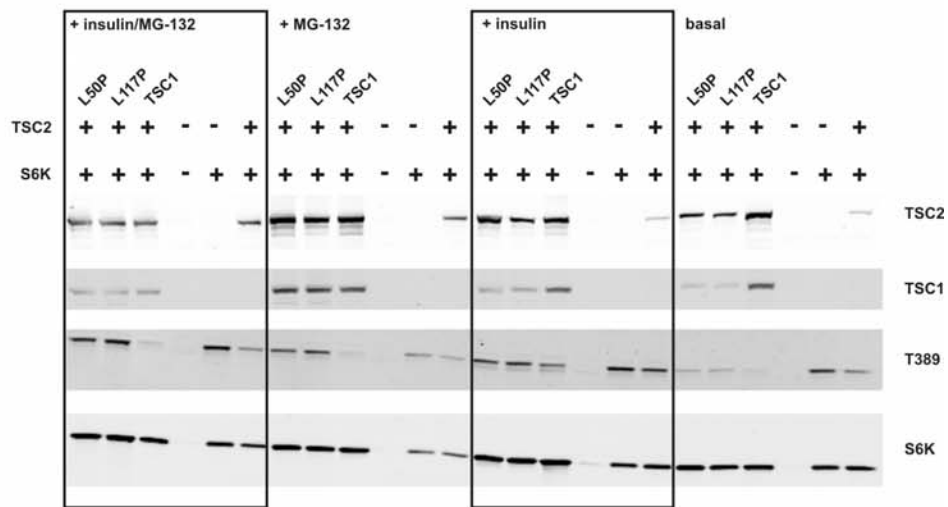 + insulin/MG-132 + MG-132 + insulin basal
L50P L117P TSC1 L50P L117P TSC1 L50P L117P TSC1 L50P L117P TSC1
TSC2 + + + - - + + + + - - + + + + - - + + + + - - +
S6K + + + - + + + + + - + + + + + - + + + + + - + +
TSC2
TSC1
T389
S6K